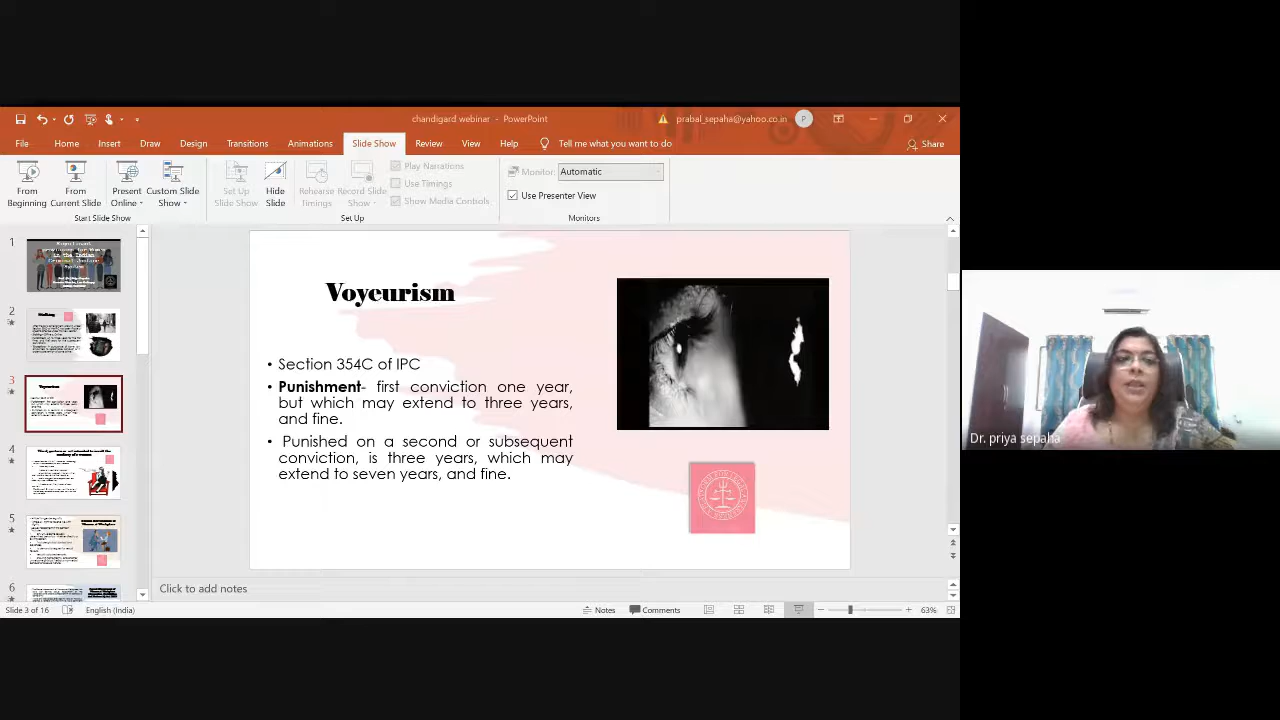 chandigard webinar - PowerPoint
prabal_sepaha@yahoo.co.in
P
File Home Insert Draw Design Transitions Animations Slide Show Review View Help Tell me what you want to do
Share
From Beginning
From Current Slide
Present Online
Custom Slide Show
Set Up Slide Show
Hide Slide
Rehearse Timings
Record Slide Show
Play Narrations
Use Timings
Show Media Controls
Monitor: Automatic
Use Presenter View
Start Slide Show
Set Up
Monitors
1
2
3
4
5
6
Voyeurism
• Section 354C of IPC
• Punishment- first conviction one year,
but which may extend to three years,
and fine.
• Punished on a second or subsequent
conviction, is three years, which may
extend to seven years, and fine.
Click to add notes
Slide 3 of 16
English (India)
Notes
Comments
63%
Dr. priya sepaha